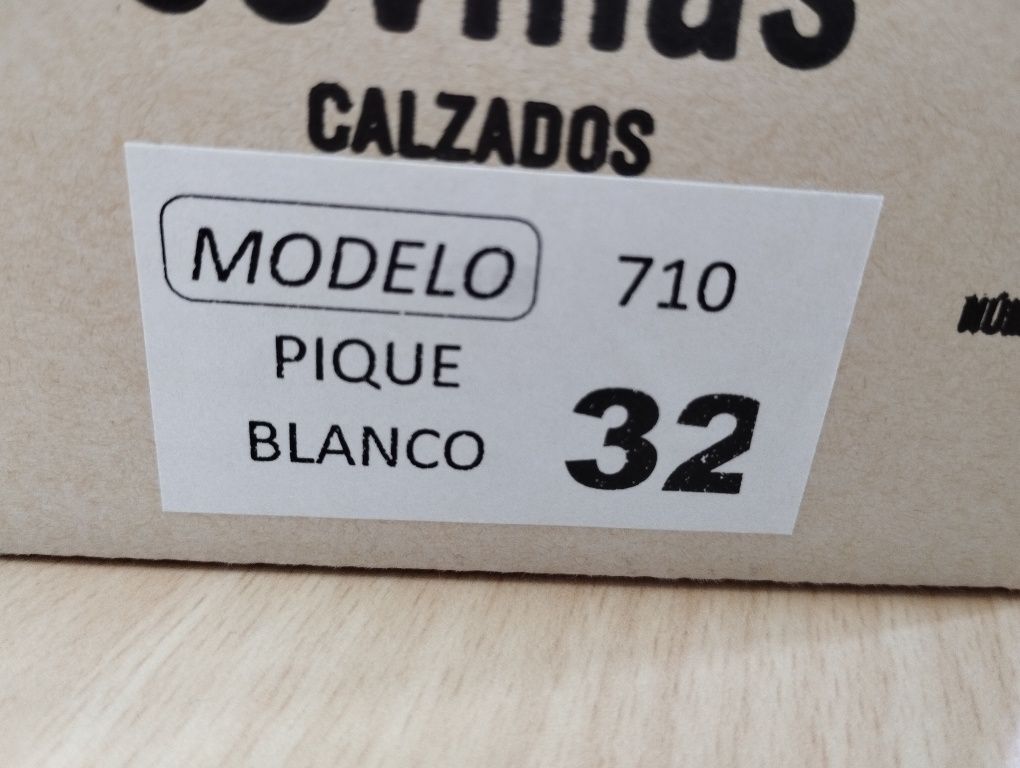 CALZADOS
MODELO 710
PIQUE
BLANCO 32